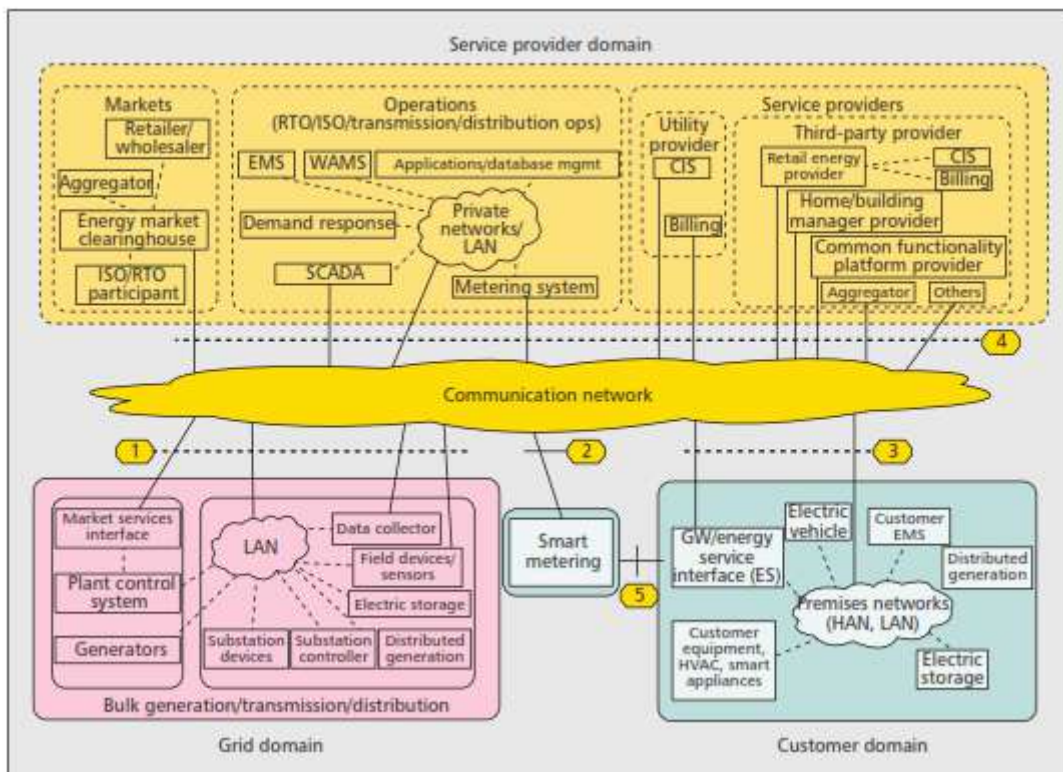 Service provider domain
Markets
Retailer/
wholesaler
Aggregator
Energy market
clearinghouse
ISO/RTO
participant
Operations
(RTO/ISO/transmission/distribution ops)
EMS
WAMS
Applications/database mgmt
Demand response
Private
networks/
LAN
SCADA
Metering system
Service providers
Utility
provider
CIS
Billing
Third-party provider
Retail energy
provider
CIS
Billing
Home/building
manager provider
Common functionality
platform provider
Aggregator
Others
4
Communication network
1
2
3
Market services
interface
Plant control
system
Generators
LAN
Data collector
Field devices/
sensors
Electric storage
Substation
devices
Substation
controller
Distributed
generation
Bulk generation/transmission/distribution
Grid domain
Smart
metering
5
GW/energy
service
interface (ES)
Electric
vehicle
Customer
EMS
Distributed
generation
Premises networks
(HAN, LAN)
Customer
equipment,
HVAC, smart
appliances
Electric
storage
Customer domain